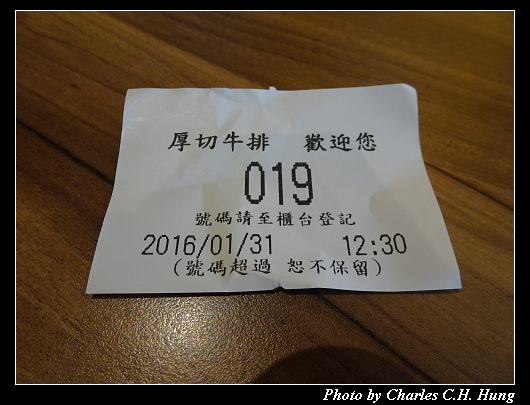 厚切牛排 歡迎您
019
號碼請至櫃台登記
2016/01/31 12:30
(號碼超過 恕不保留)
Photo by Charles C.H. Hung